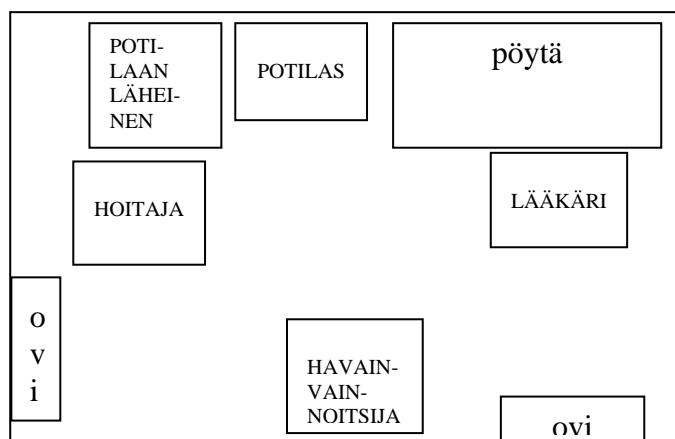 POTI-
LAAN
LÄHEI-
NEN
POTILAS
pöytä
HOITAJA
LÄÄKÄRI
o
v
i
HAVAIN-
VAIN-
NOITSIJA
ovi